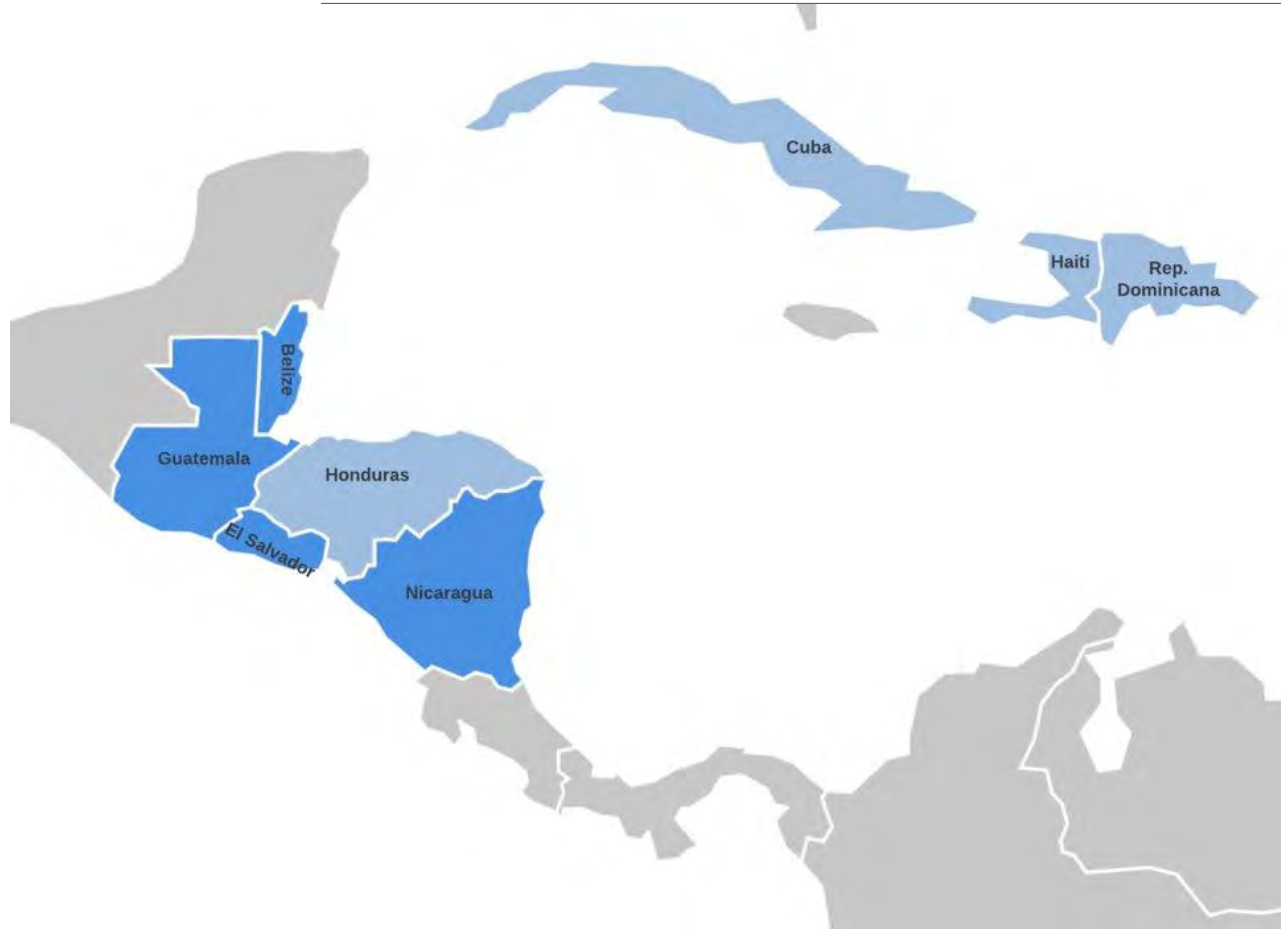 Cuba
Haiti
Rep.
Dominicana
Belize
Guatemala
Honduras
El Salvador
Nicaragua